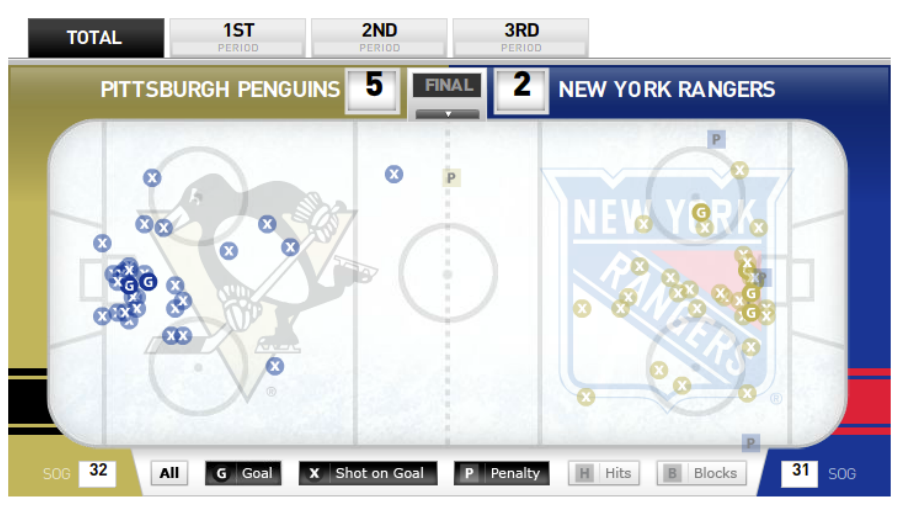 TOTAL
1ST
PERIOD
2ND
PERIOD
3RD
PERIOD
PITTSBURGH PENGUINS 5 FINAL 2 NEW YORK RANGERS
P
X
X
X
P
X
G
X
X
X
X
X
X
NEW YORK
RANGERS
X
X
X
X
X
X
X
X
G
G
X
X
X
X
X
X
X
X
X
X
X
G
G
X
X
X
X
X
X
X
X
P
SOG 32 All G Goal X Shot on Goal P Penalty H Hits B Blocks 31 SOG